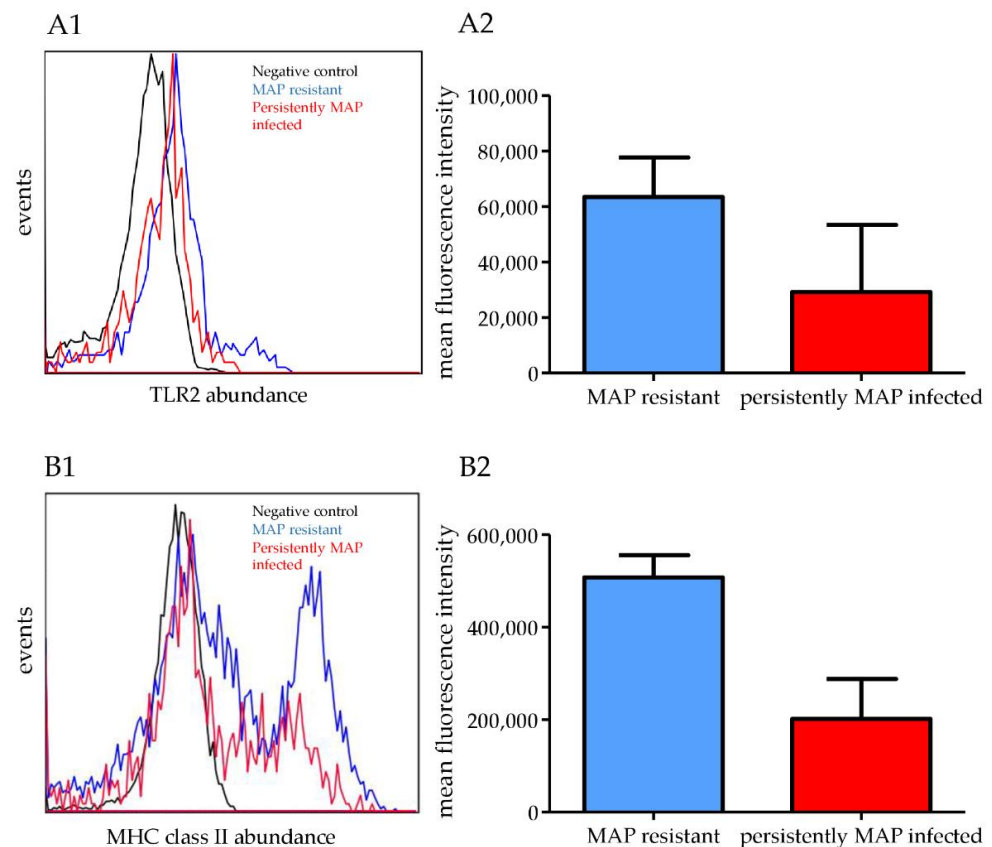 A1
Negative control
MAP resistant
Persistently MAP
infected
events
TLR2 abundance
A2
mean fluorescence intensity
100,000
80,000
60,000
40,000
20,000
0
MAP resistant
persistently MAP infected
B1
Negative control
MAP resistant
Persistently MAP
infected
events
MHC class II abundance
B2
mean fluorescence intensity
600,000
400,000
200,000
0
MAP resistant
persistently MAP infected